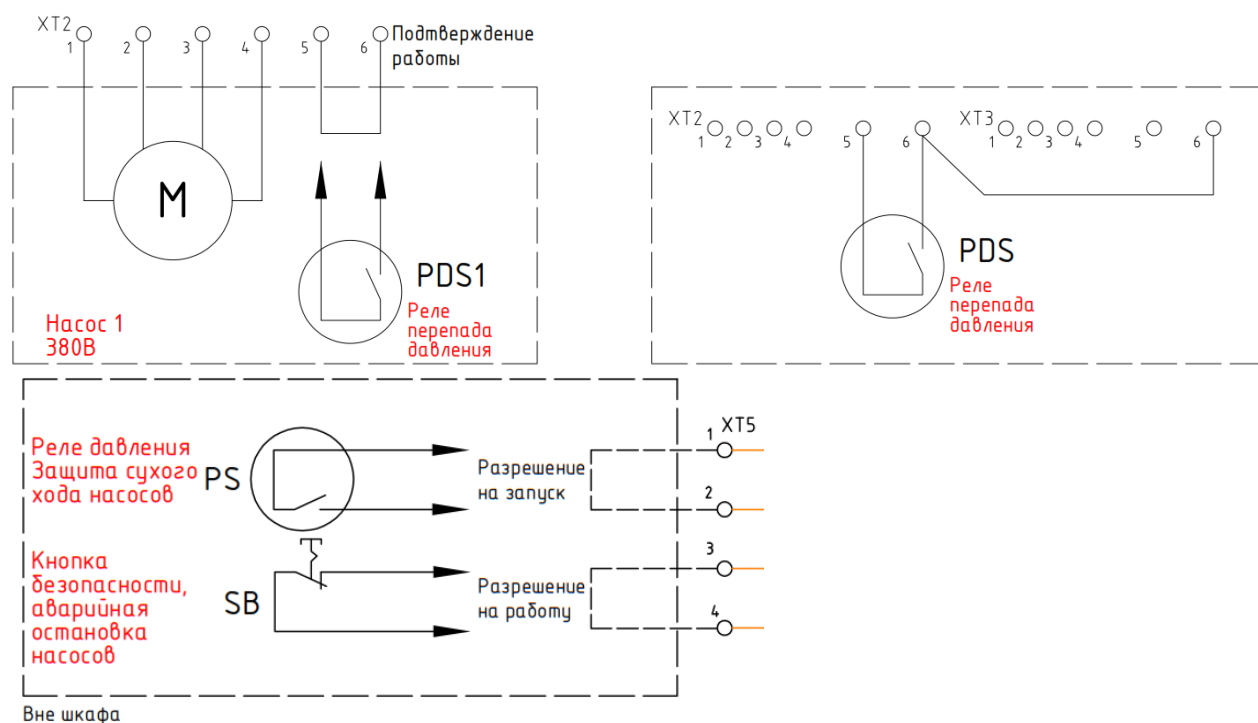 XT2
1 2 3 4 5 6
Подтверждение
работы
M
PDS1
Реле
перепада
давления
Насос 1
380В
XT2
1 2 3 4 5 6
XT3
1 2 3 4 5 6
PDS
Реле
перепада
давления
Реле давления
Защита сухого
хода насосов
PS
Разрешение
на запуск
1 XT5
2
Кнопка
безопасности,
аварийная
остановка
насосов
SB
Разрешение
на работу
3
4
Вне шкафа